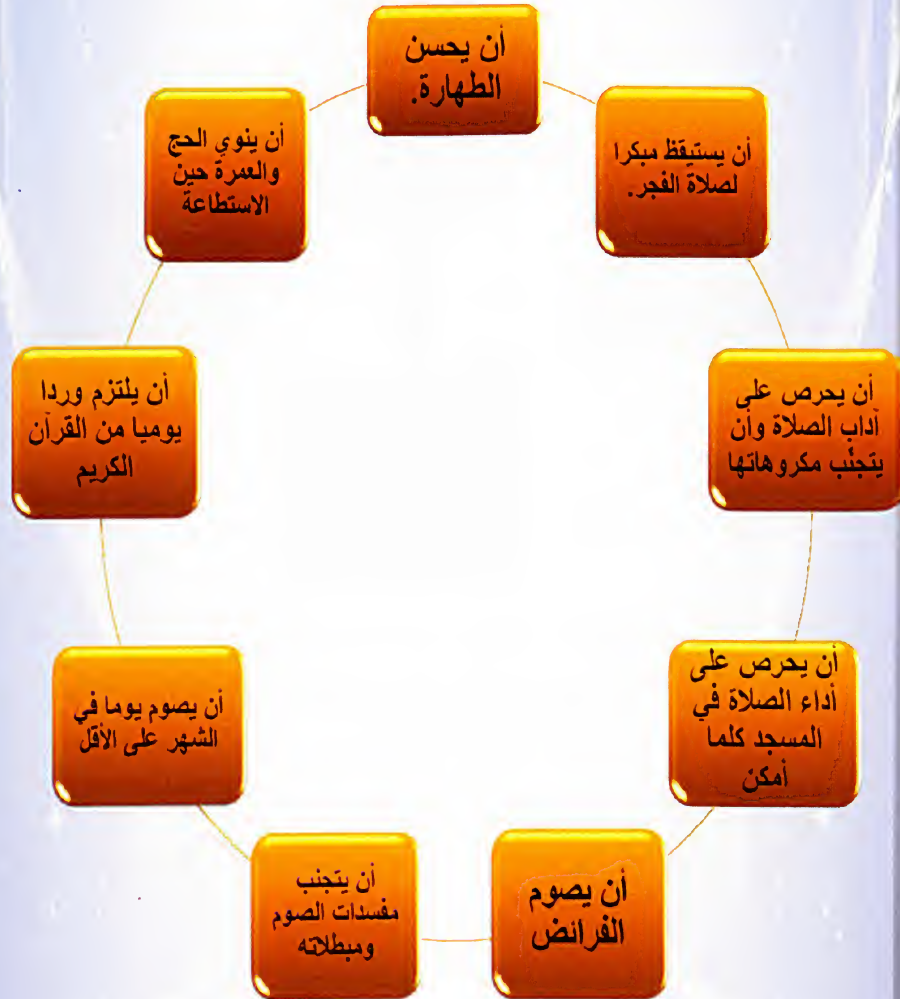 أن يحسن
الطهارة.
أن يستيقظ مبكرا
لصلاة الفجر.
أن يحرص على
آداب الصلاة وأن
يتجنَّب مكروهاتها
أن يحرص على
أداء الصلاة في
المسجد كلما
أمكن
أن يصوم
الفرائض
أن يتجنب
مفسدات الصوم
ومبطلاته
أن يصوم يوما في
الشهر على الأقل
أن يلتزم وردا
يوميا من القرآن
الكريم
أن ينوي الحج
والعمرة حين
الاستطاعة